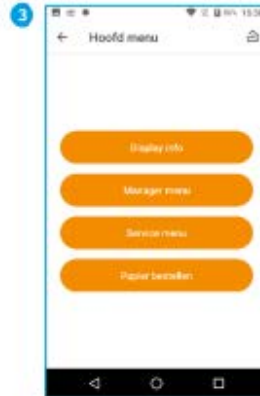 3
Hoofd menu
Display info
Manager menu
Service menu
Papier bestellen